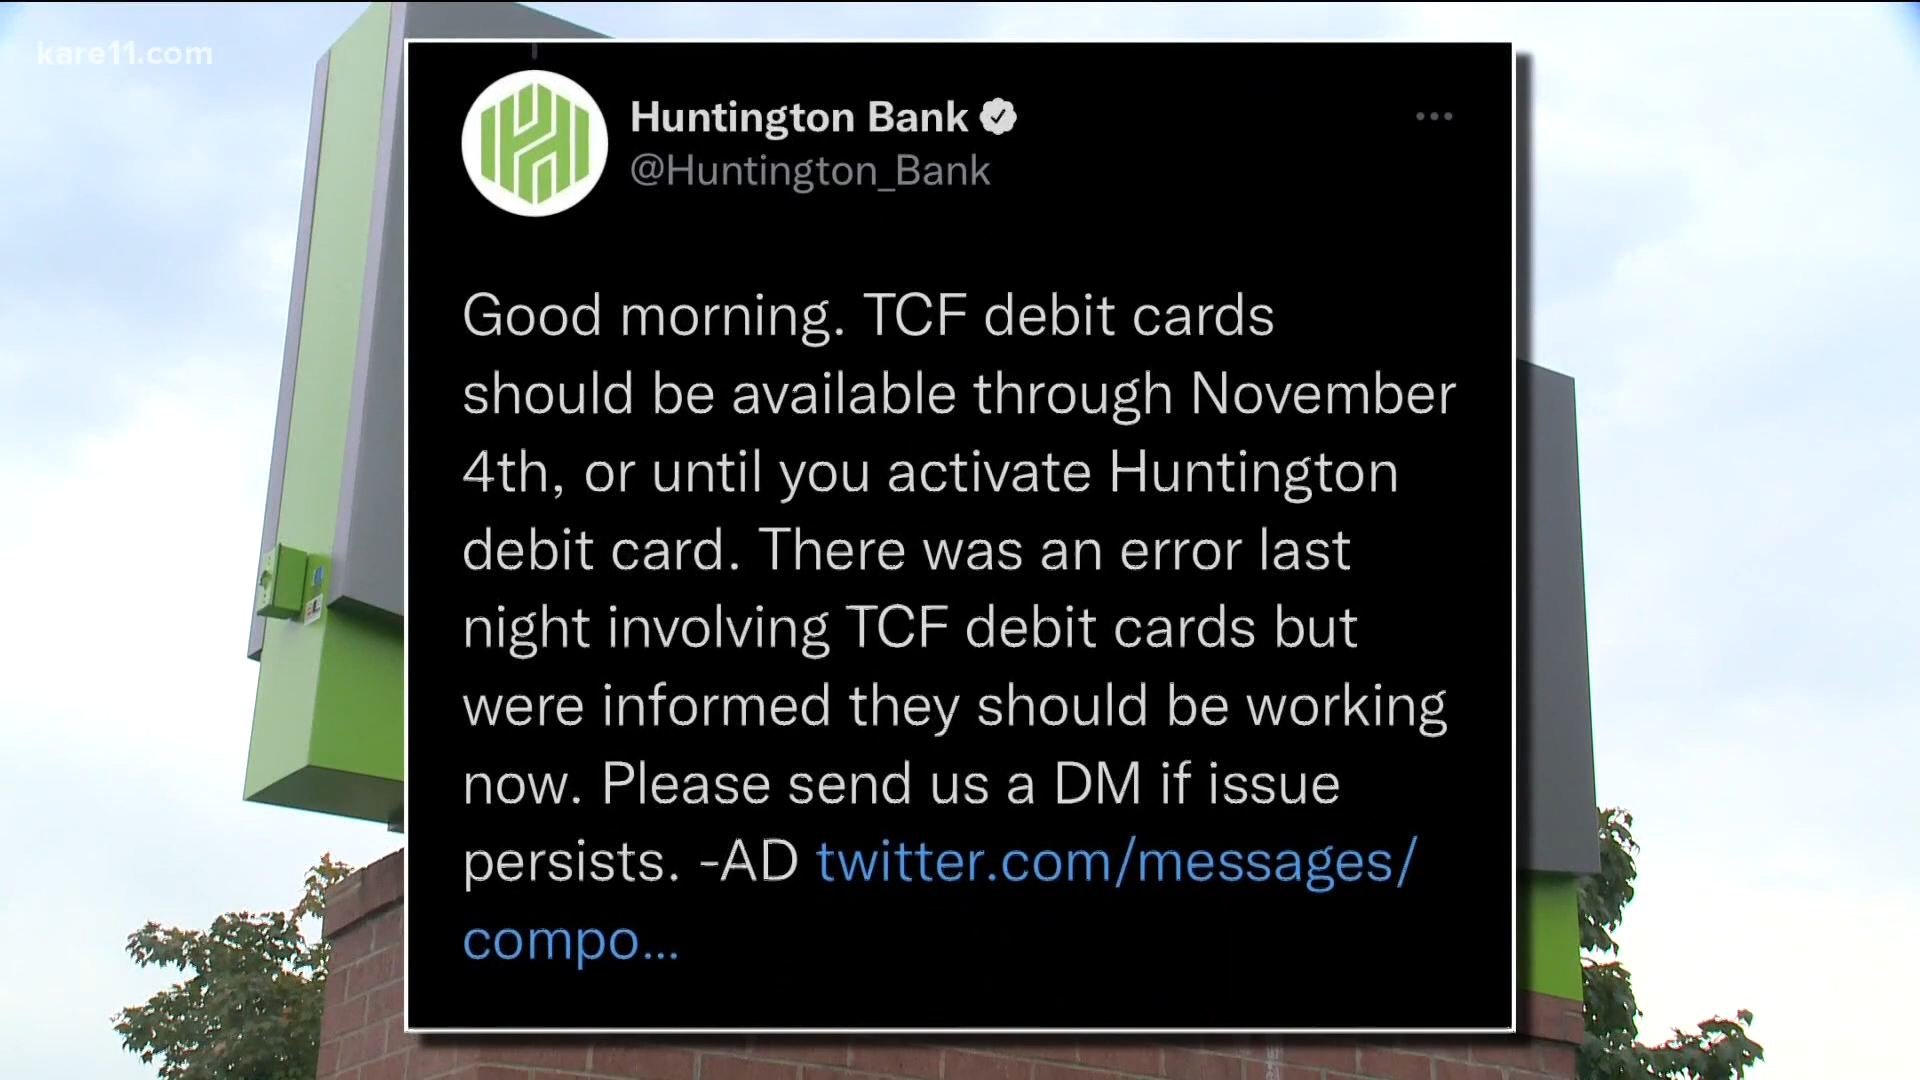 kare11.com
Huntington Bank
@Huntington_Bank
Good morning. TCF debit cards
should be available through November
4th, or until you activate Huntington
debit card. There was an error last
night involving TCF debit cards but
were informed they should be working
now. Please send us a DM if issue
persists. -AD twitter.com/messages/
compo...